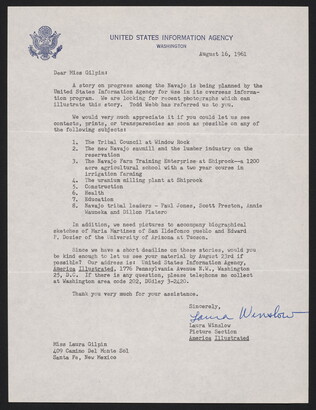 UNITED STATES INFORMATION AGENCY
WASHINGTON
August 16, 1962
Dear Miss Gilpin:
A story on progress among the Navajo is being planned by the
United States Information Agency for use in its overseas informa-
tion program. We are looking for recent photographs which can
illustrate this story. Todd Webb has referred us to you.
We would very much appreciate it if you could let us see
contacts, prints, or transparencies as soon as possible on any of
the following subjects:
1. The Tribal Council at Window Rock
2. The new Navajo sawmill and the lumber industry on the
reservation
3. The Navajo Farm Training Enterprise at Shiprock--a 1200
acre agricultural school with a two year course in
irrigation farming
4. The uranium milling plant at Shiprock
5. Construction
6. Health
7. Education
8. Navajo tribal leaders - Paul Jones, Scott Preston, Annie
Wanneka and Dillon Platero
In addition, we need pictures to accompany biographical
sketches of Maria Martinez of San Ildefonso pueblo and Edward
P. Dozier of the University of Arizona at Tucson.
Since we have a short deadline on these stories, would you
be kind enough to let us see your material by August 23rd if
possible? Our address is: United States Information Agency,
America Illustrated, 1776 Pennsylvania Avenue N.W., Washington
25, D.C. If there is any question, please telephone me collect
at Washington area code 202, DUdley 3-2420.
Thank you very much for your assistance.
Sincerely,
Laura Winslow
Laura Winslow
Picture Section
America Illustrated
Miss Laura Gilpin
409 Camino Del Monte Sol
Santa Fe, New Mexico